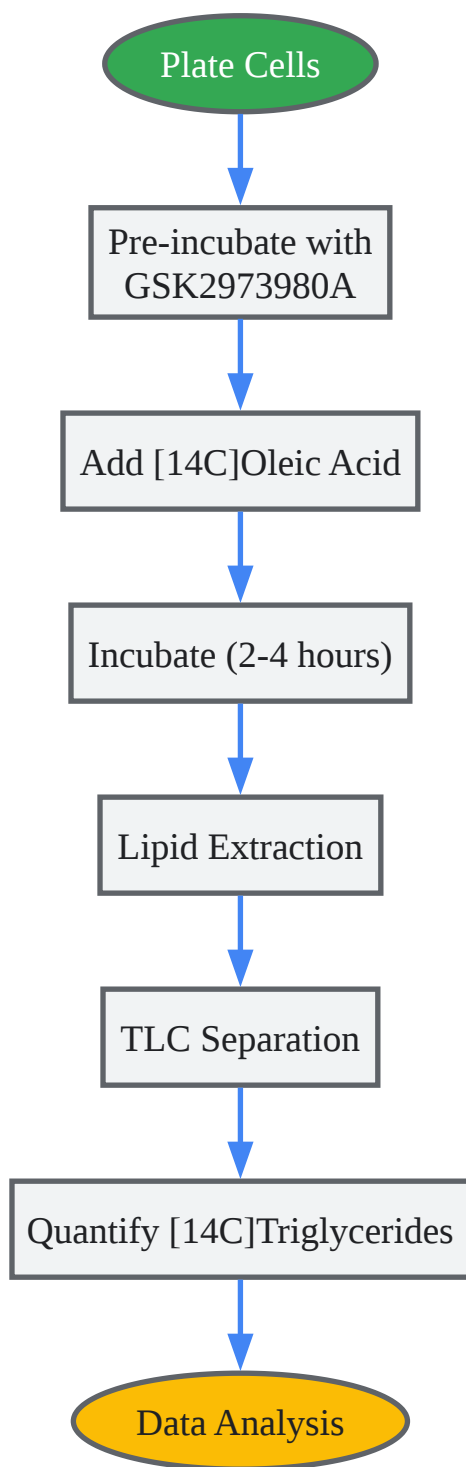 Plate Cells
Pre-incubate with
GSK2973980A
Add [14C]Oleic Acid
Incubate (2-4 hours)
Lipid Extraction
TLC Separation
Quantify [14C]Triglycerides
Data Analysis